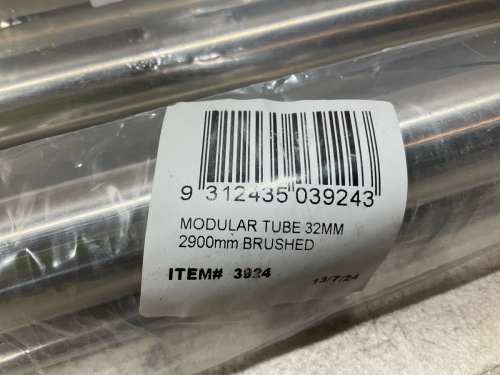 9 312435 039243
MODULAR TUBE 32MM
2900mm BRUSHED
ITEM# 3924 13/7/24